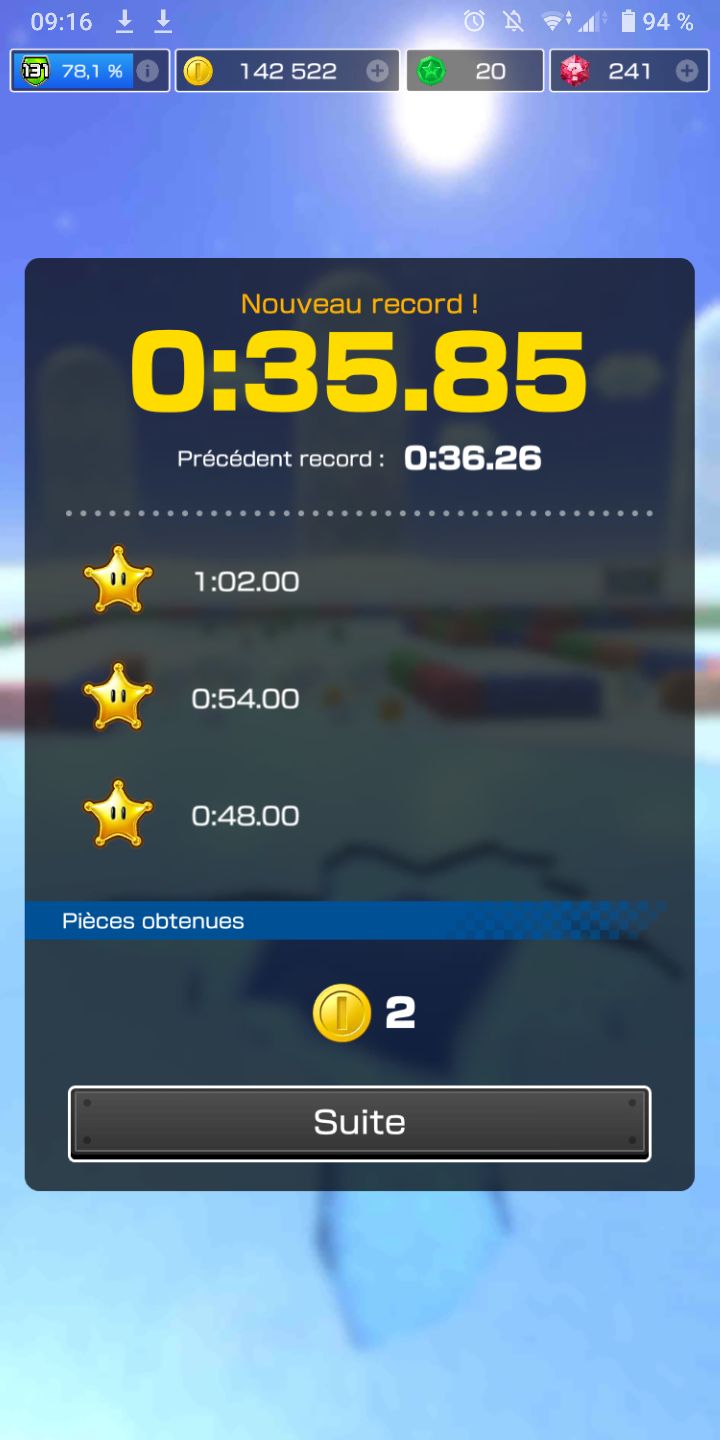 09:16 94 %
131 78,1 % 142 522 20 241
Nouveau record !
0:35.85
Précédent record : 0:36.26
1:02.00
0:54.00
0:48.00
Pièces obtenues
2
Suite